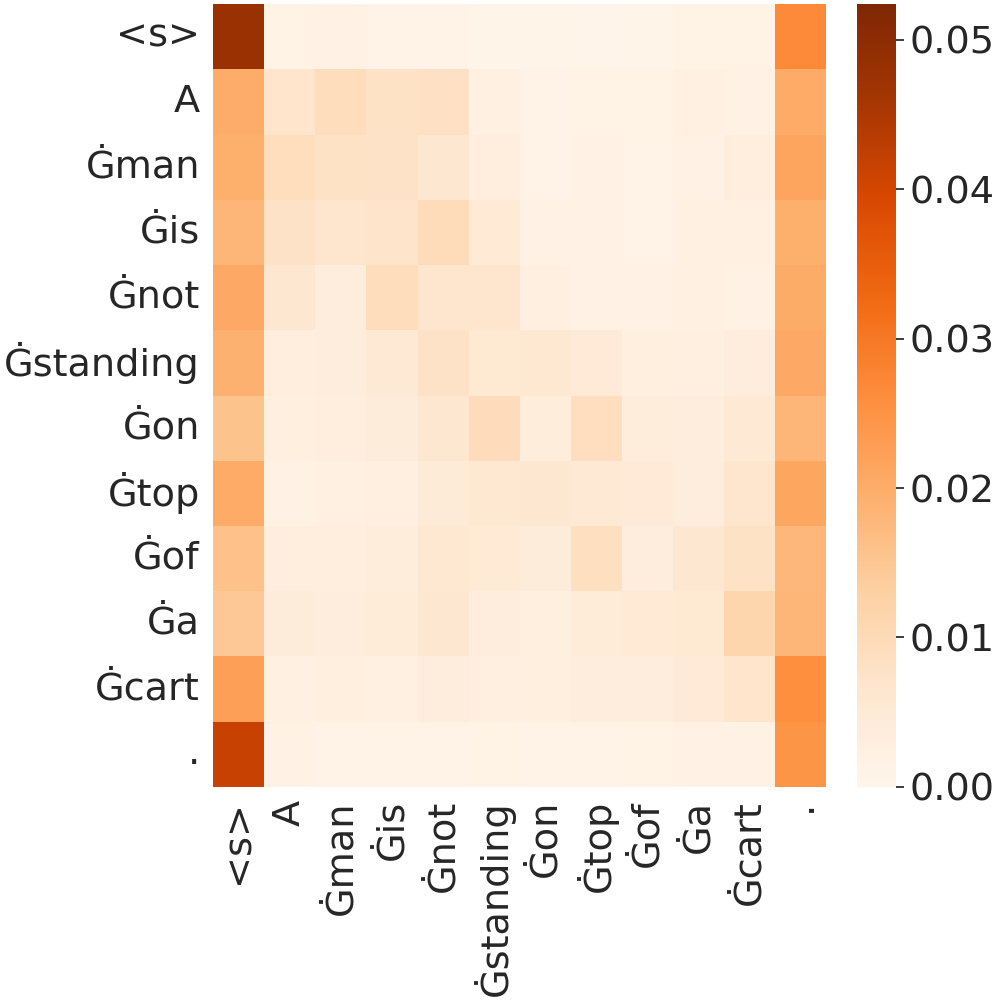 <s>
A
Ġman
Ġis
Ġnot
Ġstanding
Ġon
Ġtop
Ġof
Ġa
Ġcart
.
<s>
A
Ġman
Ġis
Ġnot
Ġstanding
Ġon
Ġtop
Ġof
Ġa
Ġcart
.
0.05
0.04
0.03
0.02
0.01
0.00